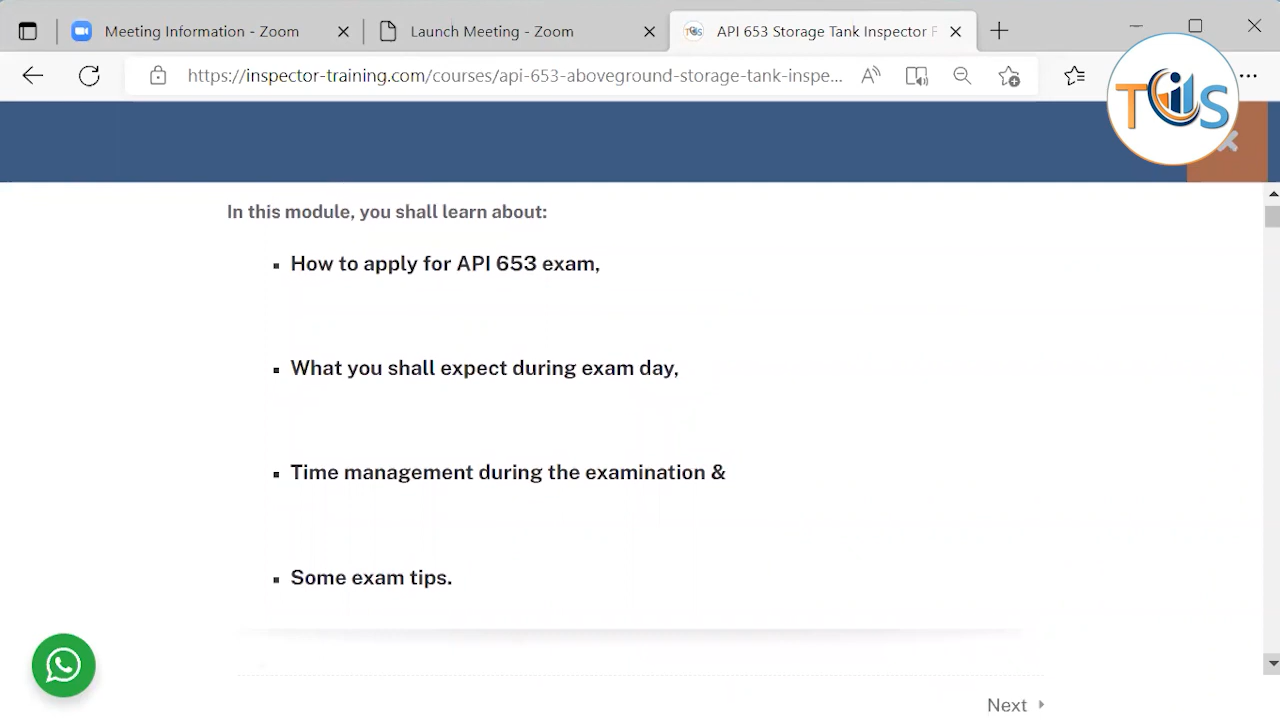 Meeting Information - Zoom
Launch Meeting - Zoom
API 653 Storage Tank Inspector F
https://inspector-training.com/courses/api-653-aboveground-storage-tank-inspe...
In this module, you shall learn about:
How to apply for API 653 exam,
What you shall expect during exam day,
Time management during the examination &
Some exam tips.
Next